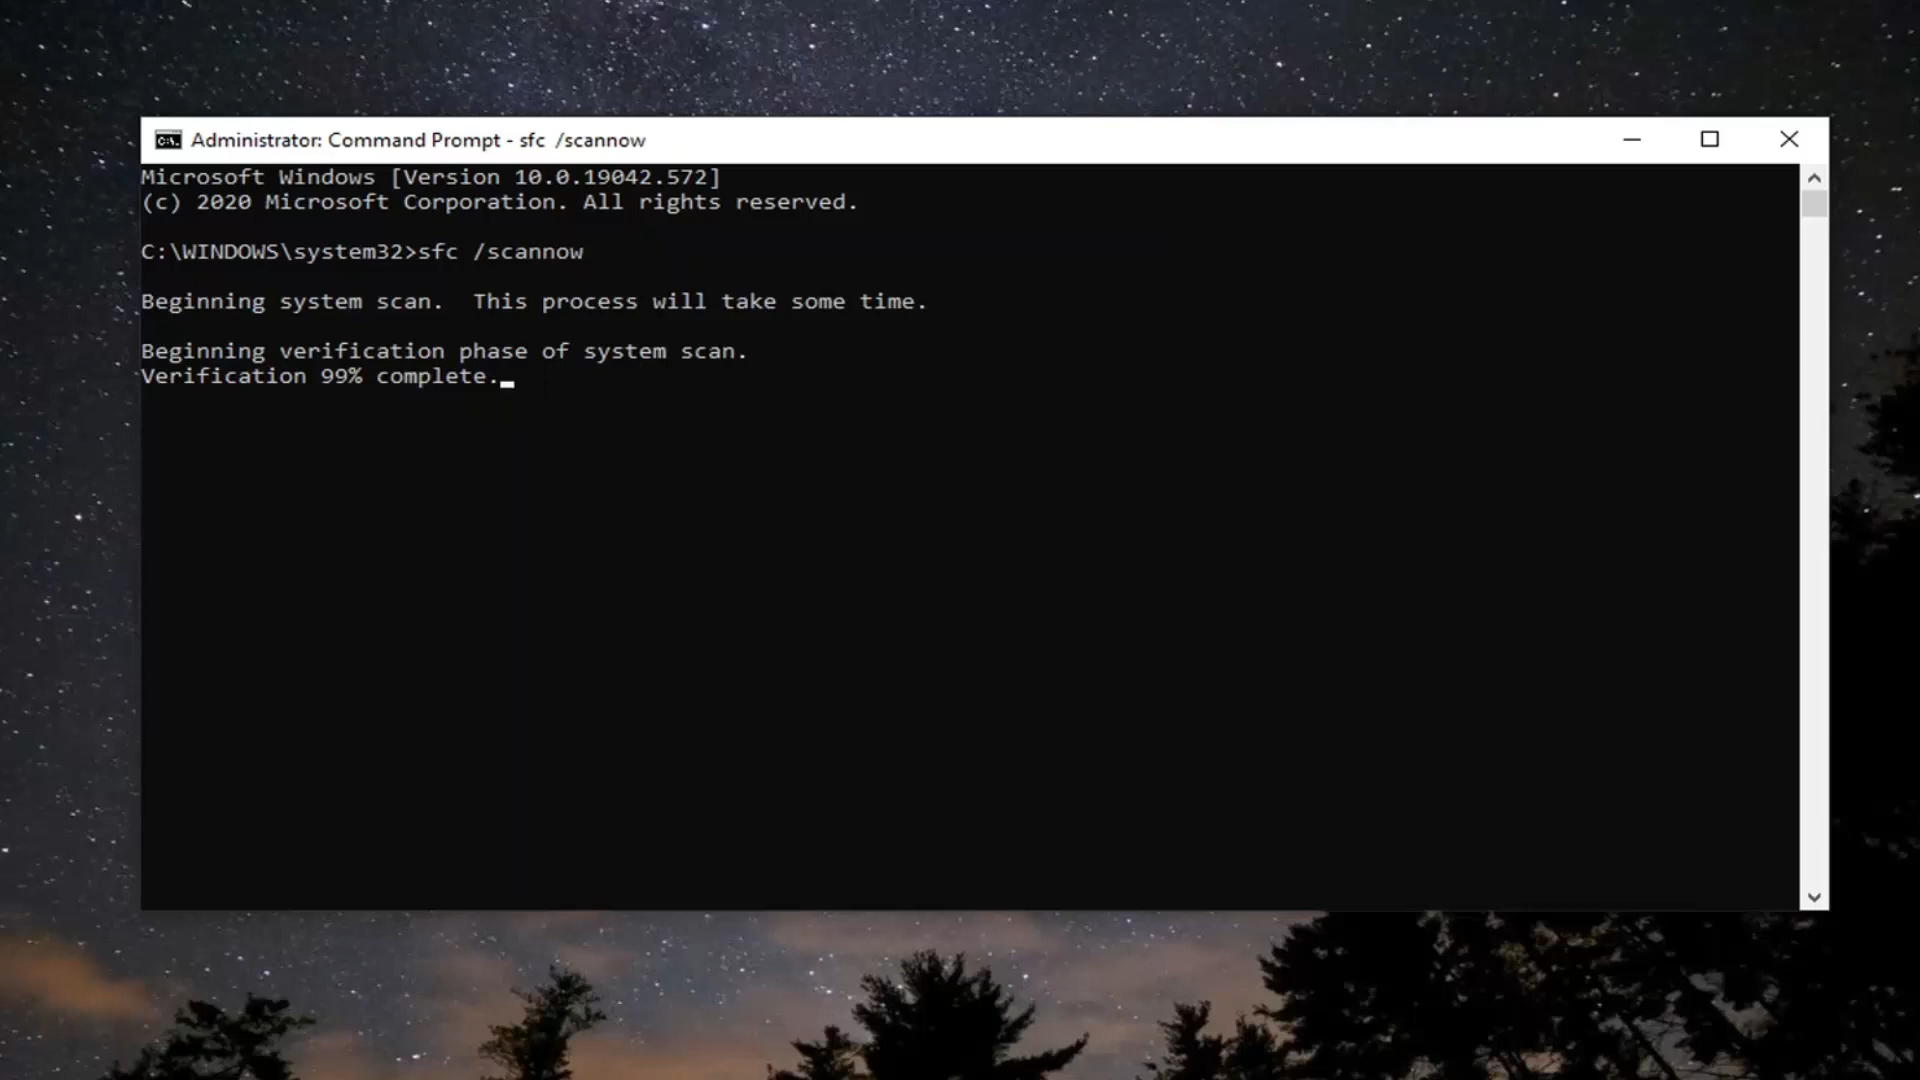 Administrator: Command Prompt - sfc  /scannow
Microsoft Windows [Version 10.0.19042.572]
(c) 2020 Microsoft Corporation. All rights reserved.
C:\WINDOWS\system32>sfc /scannow
Beginning system scan.  This process will take some time.
Beginning verification phase of system scan.
Verification 99% complete.